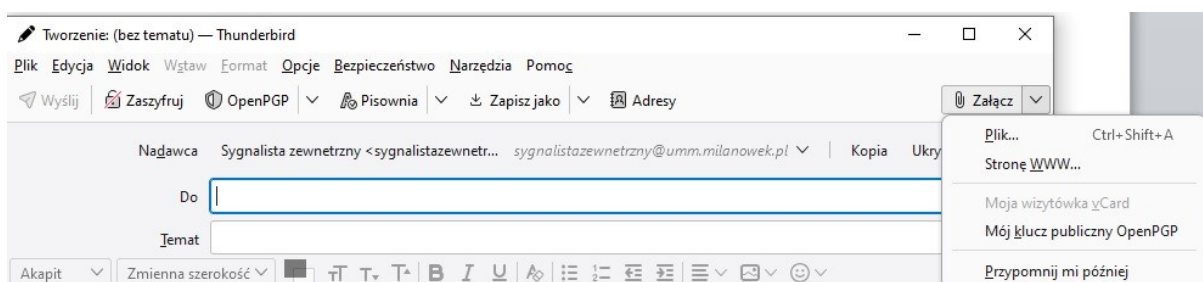 Tworzenie: (bez tematu) — Thunderbird
Plik Edycja Widok Wstaw Format Opcje Bezpieczeństwo Narzędzia Pomoc
Wyślij Zaszyfruj OpenPGP Pisownia Zapisz jako Adresy Załącz
Nadawca Sygnalista zewnetrzny <sygnalistazewnetr... sygnalistazewnetrzny@umm.milanowek.pl Kopia Ukry
Plik... Ctrl+Shift+A
Stronę WWW...
Do
Moja wizytówka vCard
Temat
Mój klucz publiczny OpenPGP
Akapit Zmienna szerokość
Przypomnij mi później